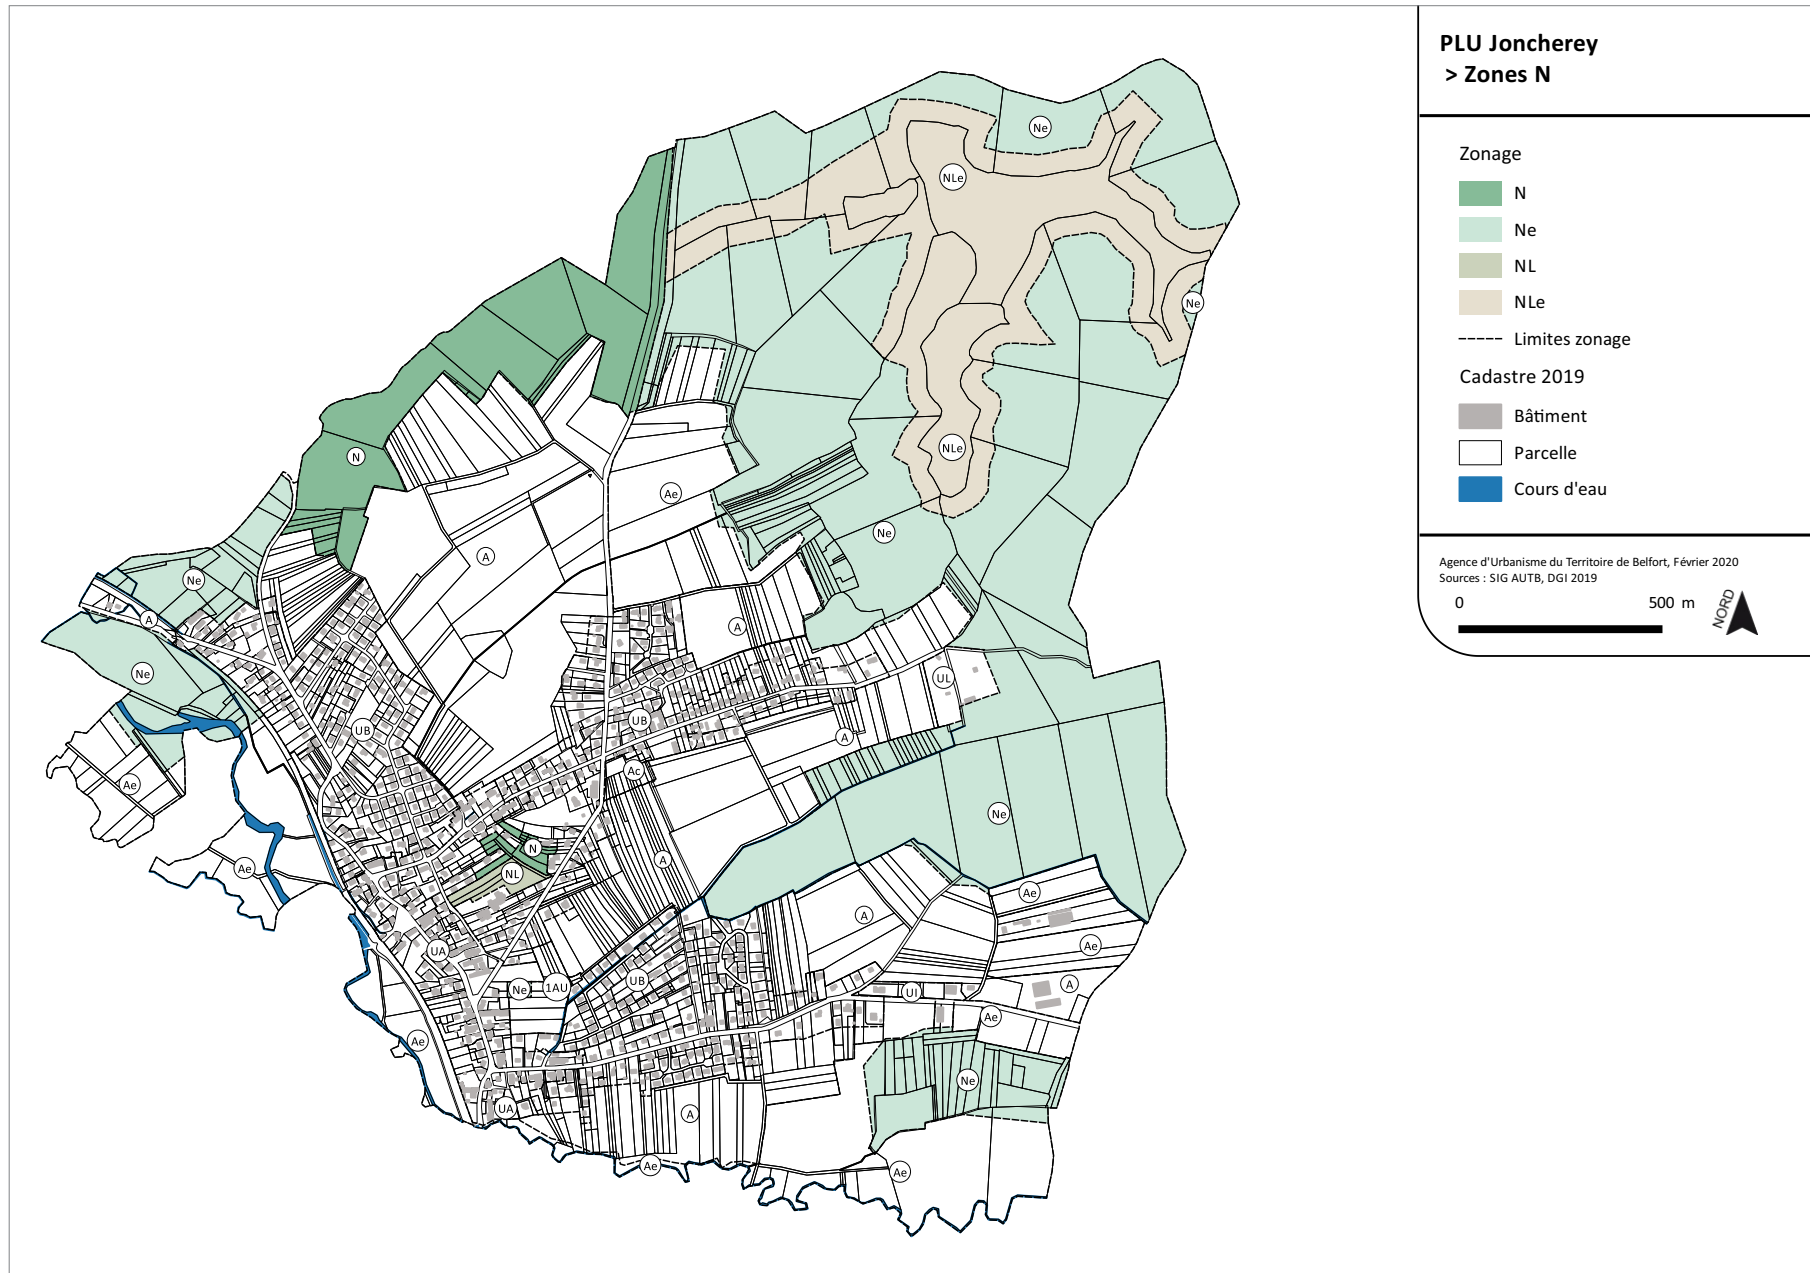 PLU Joncherey
> Zones N
Zonage
N
Ne
NL
NLe
Limites zonage
Cadastre 2019
Bâtiment
Parcelle
Cours d'eau
Agence d'Urbanisme du Territoire de Belfort, Février 2020
Sources : SIG AUTB, DGI 2019
0 500 m
NORD
Ne
NLe
Ne
NLe
N
Ae
Ne
A
Ne
A
A
Ne
UL
UB
UB
A
Ac
Ae
Ne
N
A
NL
Ae
Ae
A
UA
Ae
UB
Ne
1AU
UI
A
Ae
Ae
Ne
UA
A
Ae
Ae